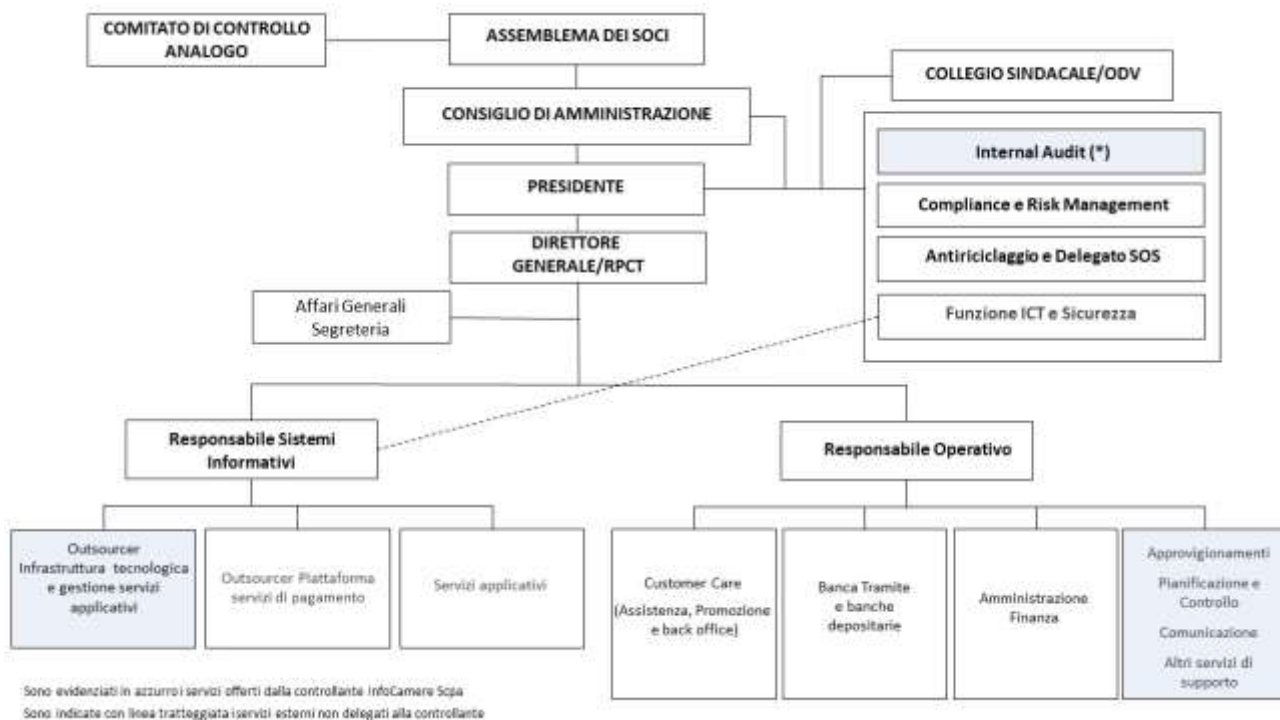 COMITATO DI CONTROLLO
ANALOGO
ASSEMBLEMA DEI SOCI
COLLEGIO SINDACALE/ODV
CONSIGLIO DI AMMINISTRAZIONE
Internal Audit (*)
PRESIDENTE
Compliance e Risk Management
DIRETTORE
GENERALE/RPCT
Antiriciclaggio e Delegato SOS
Affari Generali
Segreteria
Funzione ICT e Sicurezza
Responsabile Sistemi
Informativi
Responsabile Operativo
Outsourcer
Infrastruttura tecnologica
e gestione servizi
applicativi
Outsourcer Piattaforma
servizi di pagamento
Servizi applicativi
Customer Care
(Assistenza, Promozione
e back office)
Banca Tramite
e banche
depositarie
Amministrazione
Finanza
Approvigionamenti
Pianificazione e
Controllo
Comunicazione
Altri servizi di
supporto
Sono evidenziati in azzurro i servizi offerti dalla controllante InfoCamere Scpa
Sono indicate con linea tratteggiata i servizi esterni non delegati alla controllante